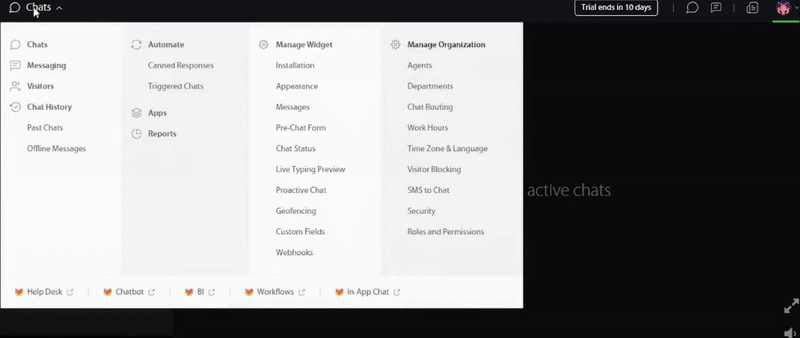 Chats
Trial ends in 10 days
Chats
Messaging
Visitors
Chat History
Past Chats
Offline Messages
Automate
Canned Responses
Triggered Chats
Apps
Reports
Manage Widget
Installation
Appearance
Messages
Pre-Chat Form
Chat Status
Live Typing Preview
Proactive Chat
Geofencing
Custom Fields
Webhooks
Manage Organization
Agents
Departments
Chat Routing
Work Hours
Time Zone & Language
Visitor Blocking
SMS to Chat
Security
Roles and Permissions
active chats
Help Desk
Chatbot
BI
Workflows
In-App Chat